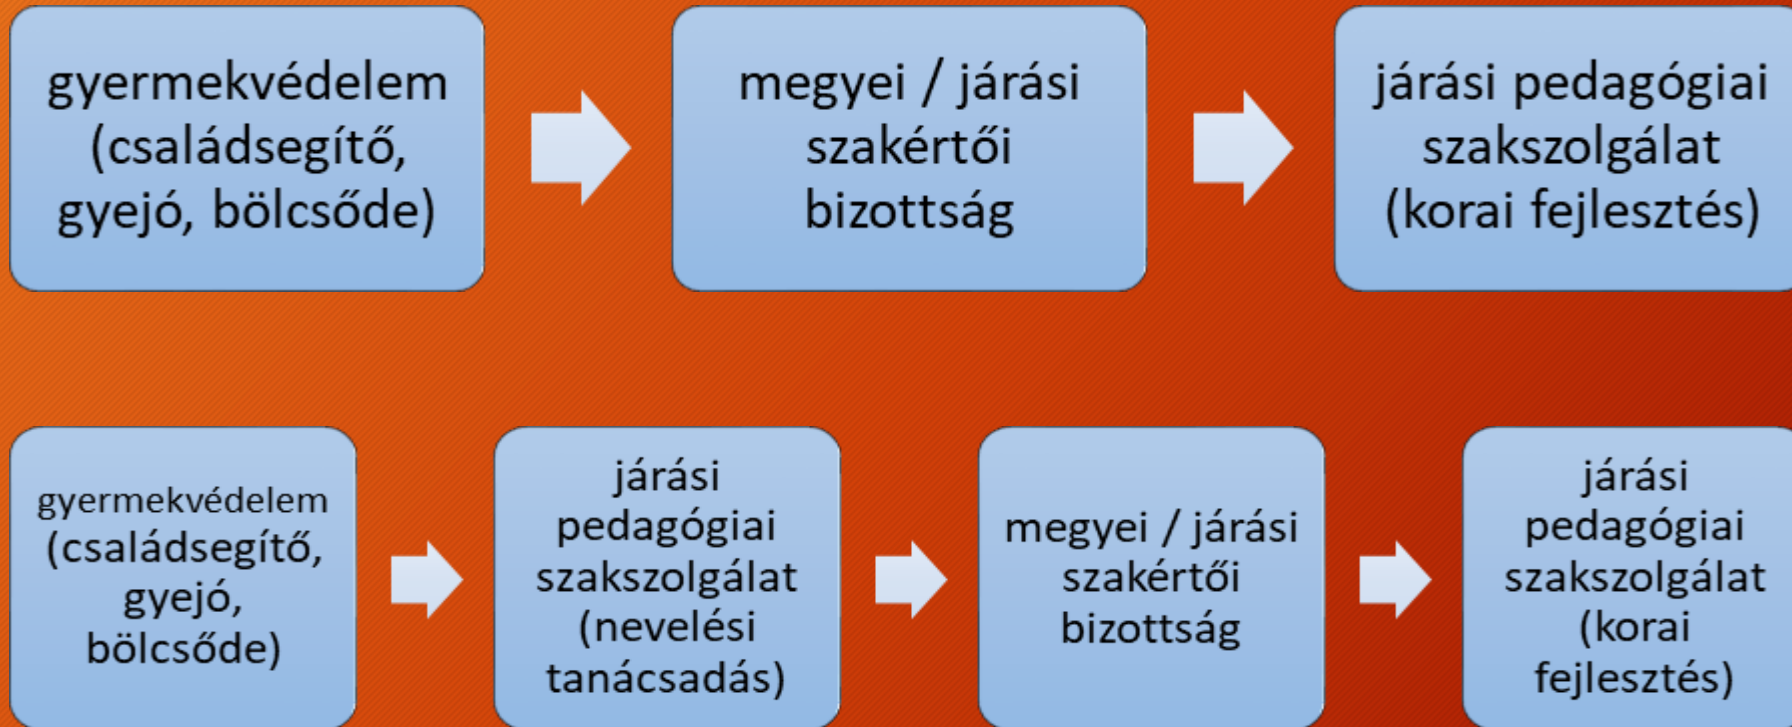 gyermekvédelem
(családsegítő,
gyejó, bölcsőde)
megyei / járási
szakértői
bizottság
járási pedagógiai
szakszolgálat
(korai fejlesztés)
gyermekvédelem
(családsegítő,
gyejó,
bölcsőde)
járási
pedagógiai
szakszolgálat
(nevelési
tanácsadás)
megyei / járási
szakértői
bizottság
járási
pedagógiai
szakszolgálat
(korai
fejlesztés)